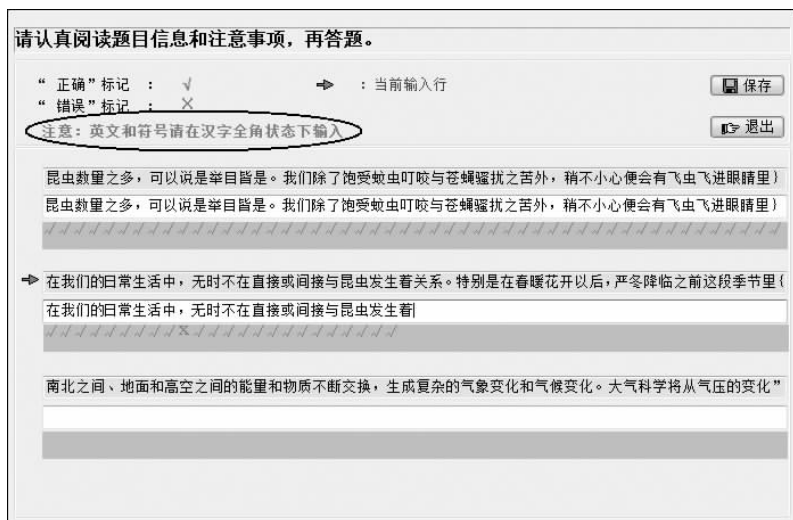 请认真阅读题目信息和注意事项，再答题。
“ 正确”标记 ： √ ➔ ：当前输入行 保存
“ 错误”标记 ： X
注意：英文和符号请在汉字全角状态下输入 退出
昆虫数量之多，可以说是举目皆是。我们除了饱受蚊虫叮咬与苍蝇骚扰之苦外，稍不小心便会有飞虫飞进眼睛里}
昆虫数量之多，可以说是举目皆是。我们除了饱受蚊虫叮咬与苍蝇骚扰之苦外，稍不小心便会有飞虫飞进眼睛里}
√√√√√√√√√√√√√√√√√√√√√√√√√√√√√√√√√√√√√√√√√√√√√√√√√√
在我们的日常生活中，无时不在直接或间接与昆虫发生着关系。特别是在春暖花开以后，严冬降临之前这段季节里{
在我们的日常生活中，无时不在直接或间接与昆虫发生着
√√√√√√√√√X√√√√√√√√√√√√√√
南北之间、地面和高空之间的能量和物质不断交换，生成复杂的气象变化和气候变化。大气科学将从气压的变化”